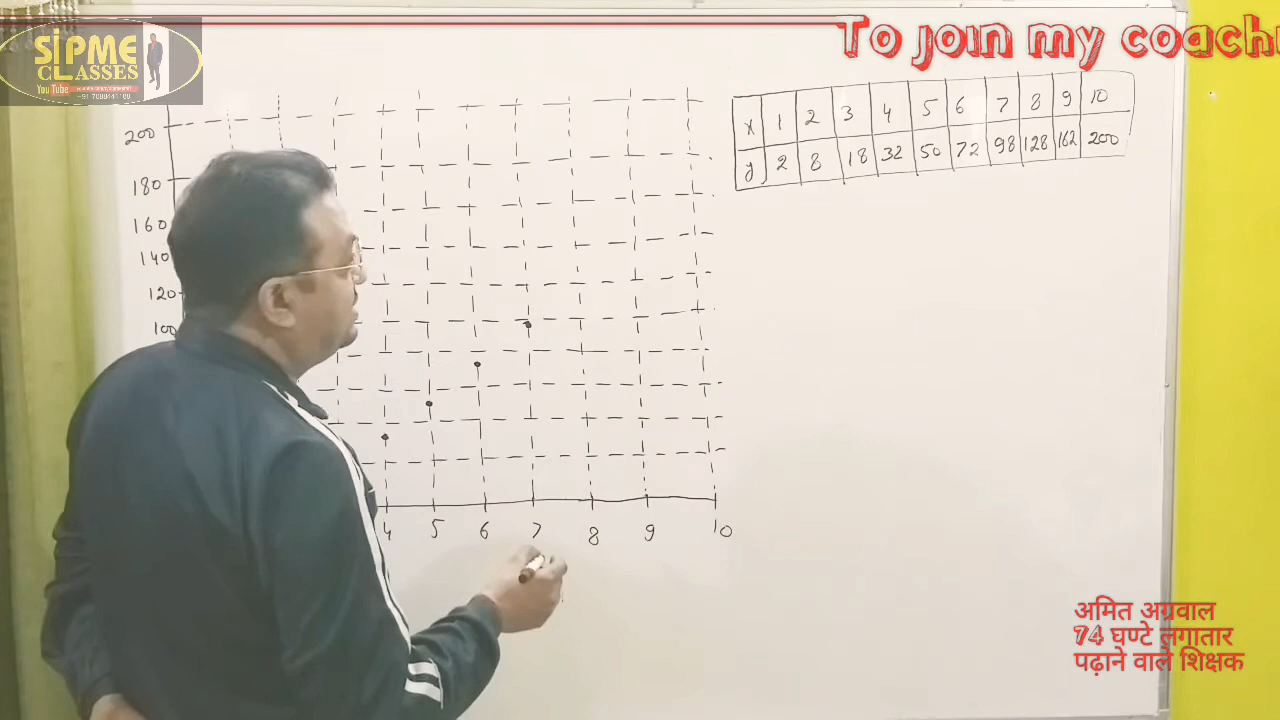 SiPME
CLASSES
YouTube
To join my coachi
x 1 2 3 4 5 6 7 8 9 10
y 2 8 18 32 50 72 98 128 162 200
200
180
160
140
120
100
4 5 6 7 8 9 10
अमित अग्रवाल
74 घण्टे लगातार
पढ़ाने वाले शिक्षक